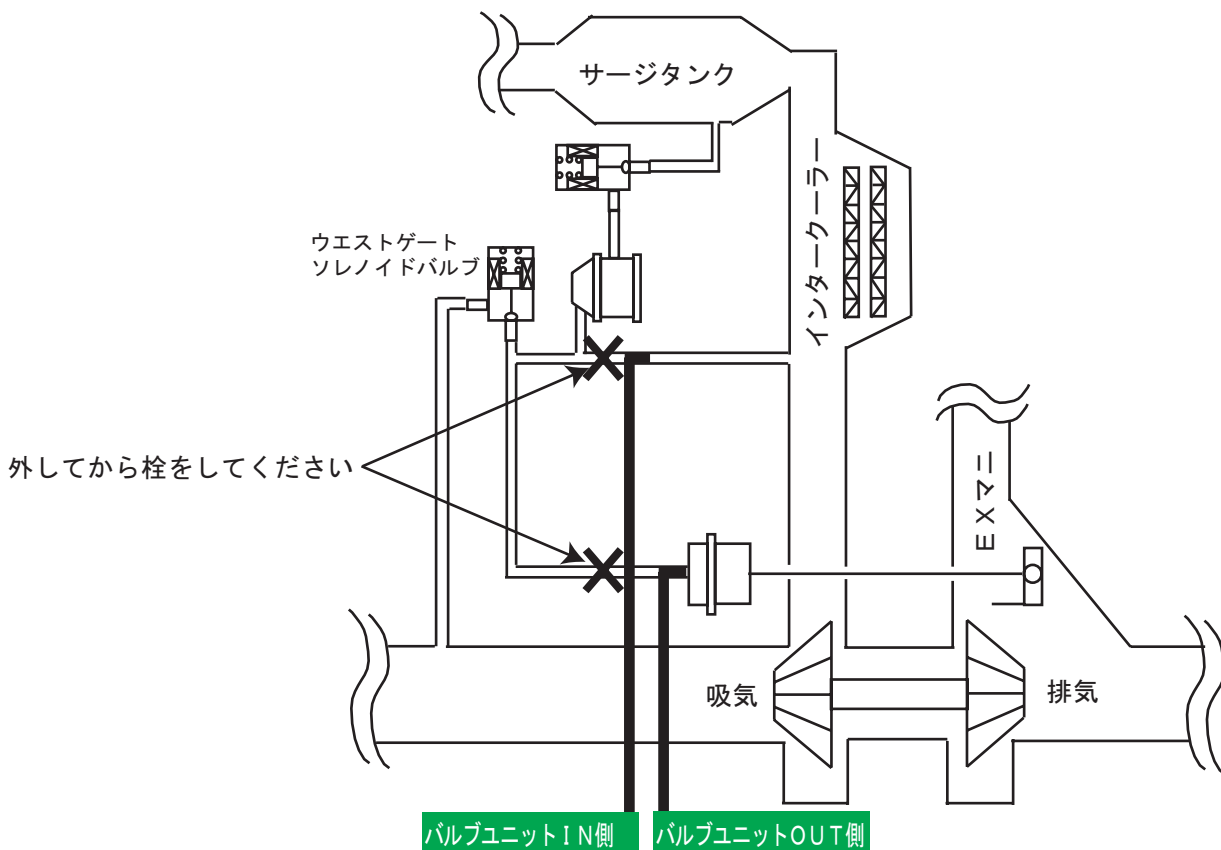 サージタンク
インタークーラー
ウエストゲート
ソレノイドバルブ
外してから栓をしてください
EXマニ
吸気
排気
バルブユニットIN側
バルブユニットOUT側